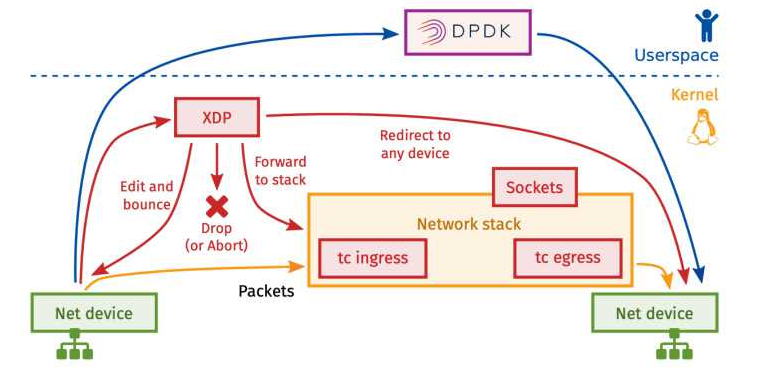 DPDK
Userspace
Kernel
XDP
Redirect to
any device
Edit and
bounce
Forward
to stack
Drop
(or Abort)
Sockets
Network stack
tc ingress
tc egress
Packets
Net device
Net device